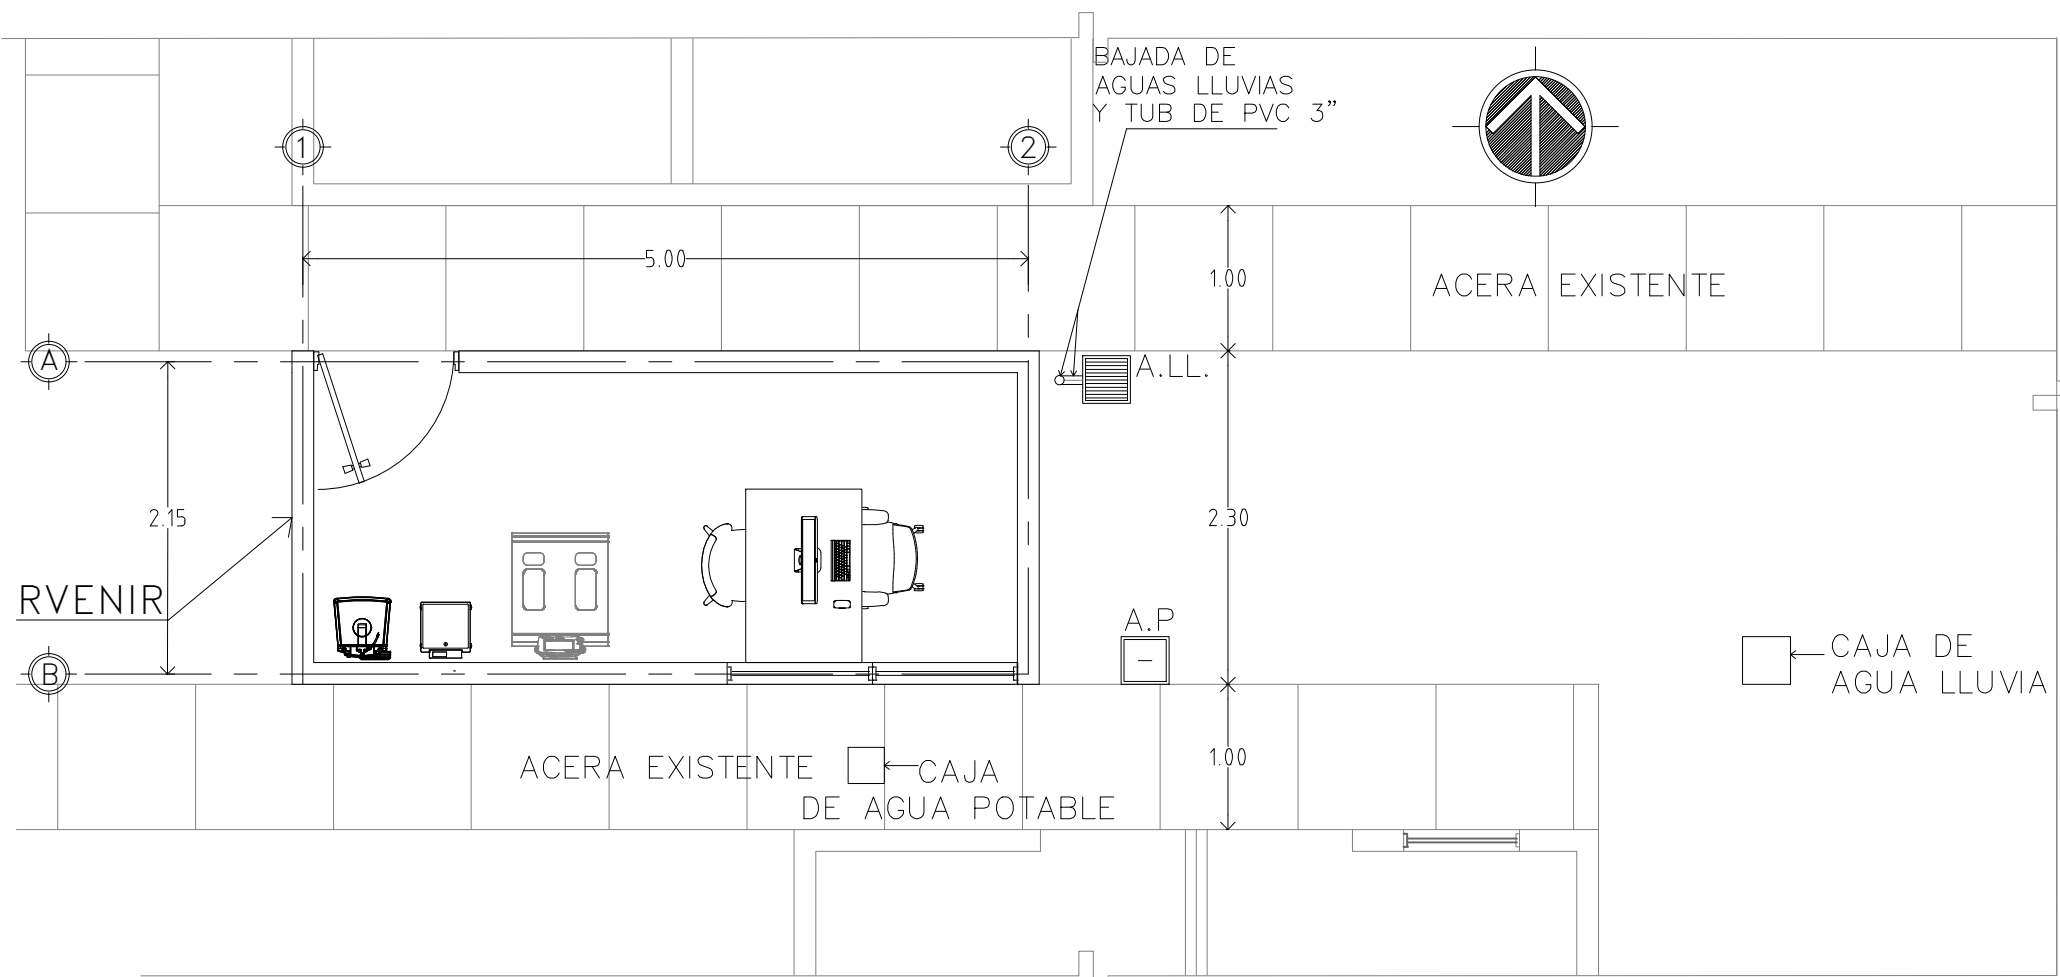 BAJADA DE
AGUAS LLUVIAS
Y TUB DE PVC 3"
1
2
5.00
1.00
ACERA EXISTENTE
A
A.LL.
2.15
2.30
RVENIR
A.P
B
CAJA DE
AGUA LLUVIA
1.00
ACERA EXISTENTE
CAJA
DE AGUA POTABLE